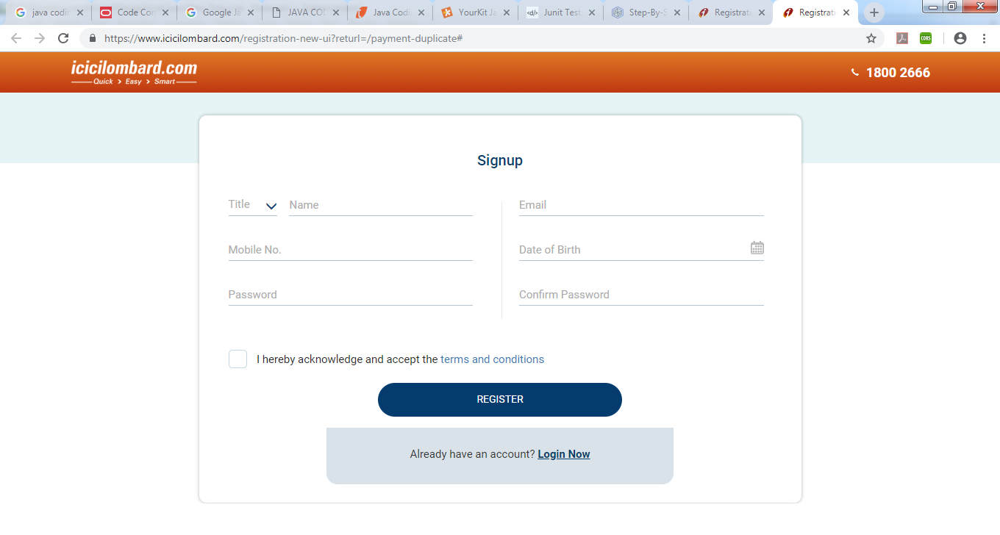 java codin
Code Con
Google Ja
JAVA COD
Java Codi
YourKit Ja
Junit Test
Step-By-S
Registrati
Registrati
https://www.icicilombard.com/registration-new-ui?returl=/payment-duplicate#
CORS
icicilombard.com
Quick > Easy > Smart
1800 2666
Signup
Title Name Email
Mobile No. Date of Birth
Password Confirm Password
I hereby acknowledge and accept the terms and conditions
REGISTER
Already have an account? Login Now